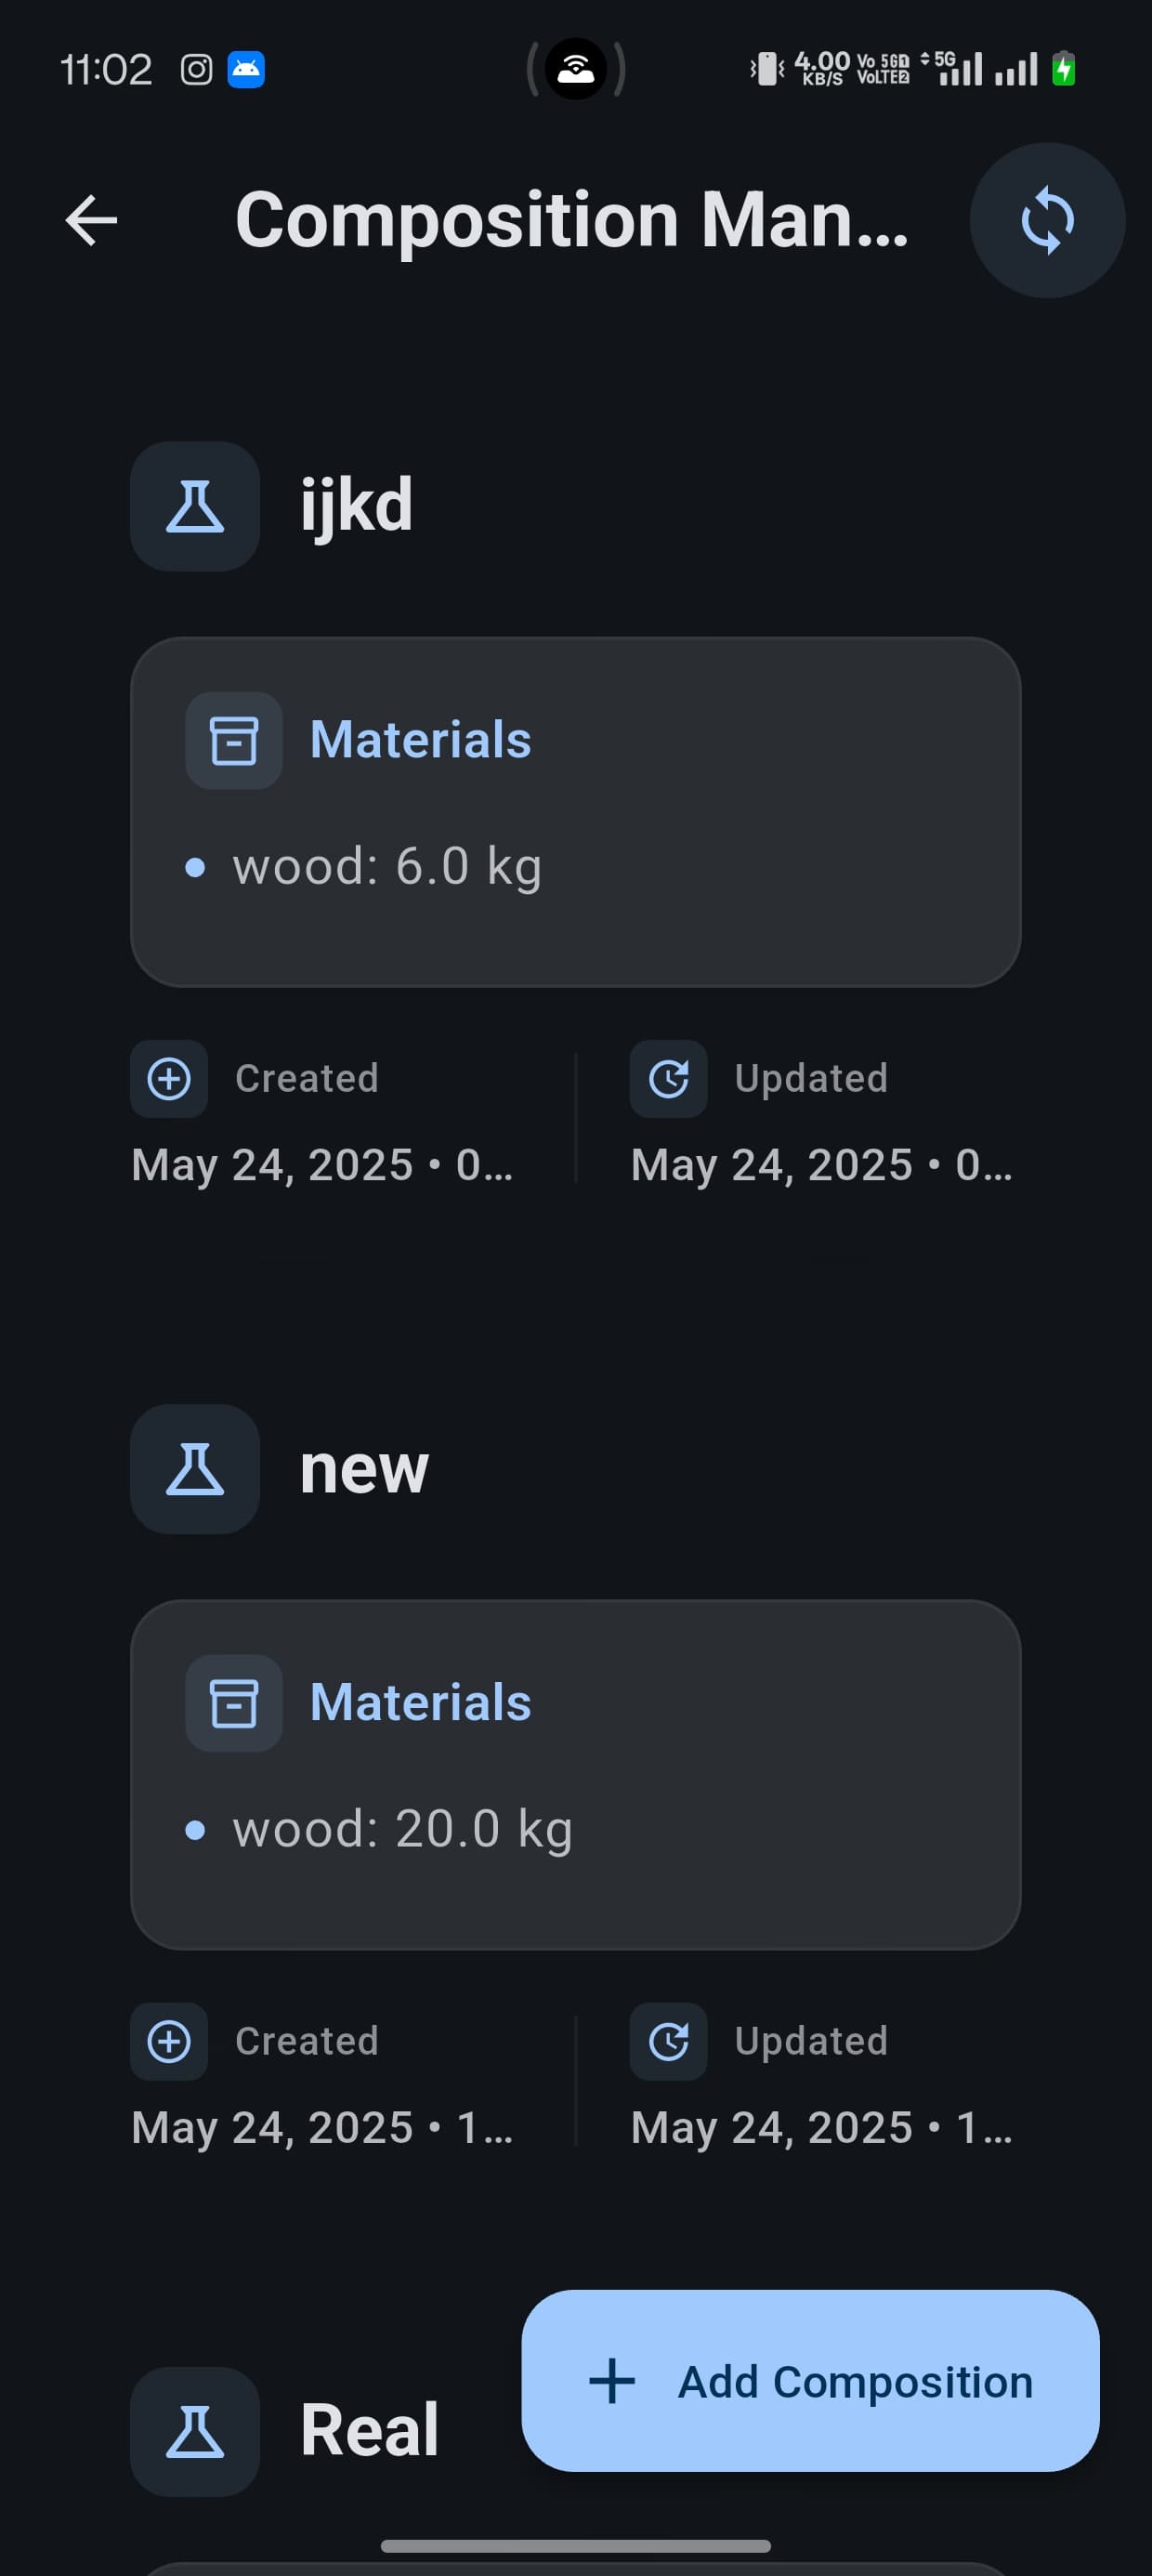 11:02
4.00 KB/S Vo 5G VoLTE2 5G
Composition Man...
ijkd
Materials
wood: 6.0 kg
Created
Updated
May 24, 2025 • 0...
May 24, 2025 • 0...
new
Materials
wood: 20.0 kg
Created
Updated
May 24, 2025 • 1...
May 24, 2025 • 1...
Add Composition
Real